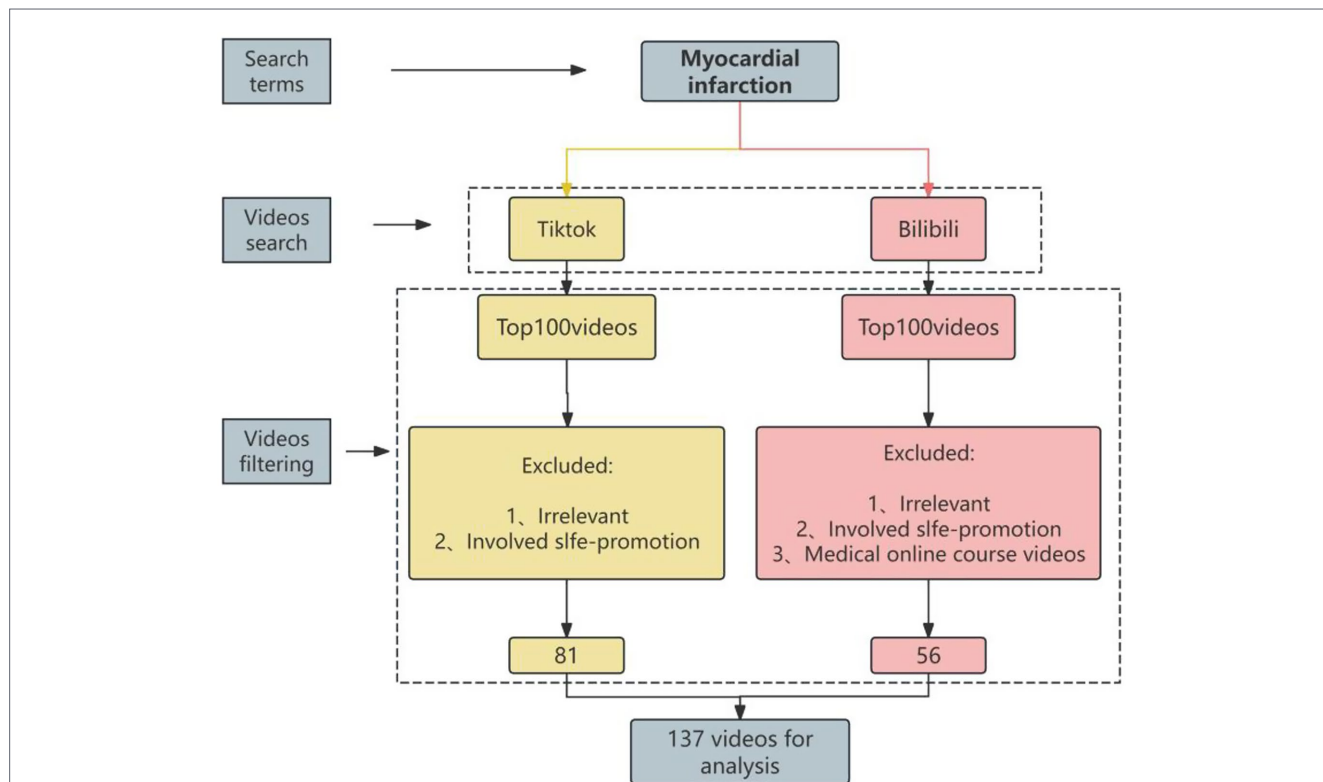 Search
terms
Myocardial
infarction
Videos
search
Tiktok
Bilibili
Top100videos
Top100videos
Videos
filtering
Excluded:
1、Irrelevant
2、Involved slfe-promotion
Excluded:
1、Irrelevant
2、Involved slfe-promotion
3、Medical online course videos
81
56
137 videos for
analysis